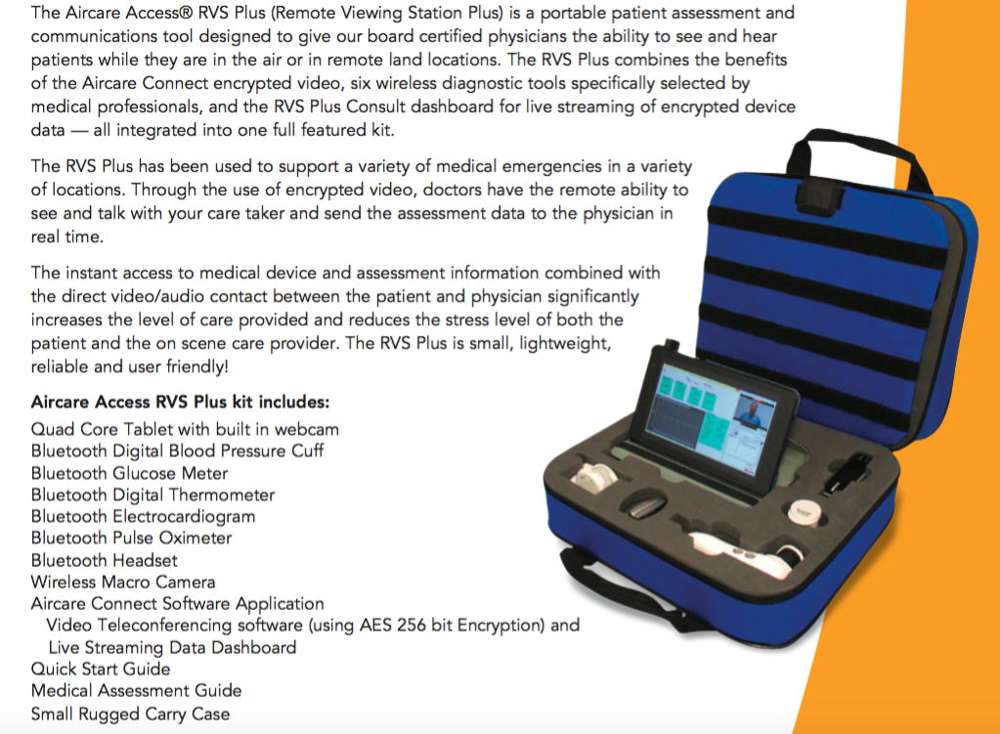 The Aircare Access® RVS Plus (Remote Viewing Station Plus) is a portable patient assessment and
communications tool designed to give our board certified physicians the ability to see and hear
patients while they are in the air or in remote land locations. The RVS Plus combines the benefits
of the Aircare Connect encrypted video, six wireless diagnostic tools specifically selected by
medical professionals, and the RVS Plus Consult dashboard for live streaming of encrypted device
data — all integrated into one full featured kit.
The RVS Plus has been used to support a variety of medical emergencies in a variety
of locations. Through the use of encrypted video, doctors have the remote ability to
see and talk with your care taker and send the assessment data to the physician in
real time.
The instant access to medical device and assessment information combined with
the direct video/audio contact between the patient and physician significantly
increases the level of care provided and reduces the stress level of both the
patient and the on scene care provider. The RVS Plus is small, lightweight,
reliable and user friendly!
Aircare Access RVS Plus kit includes:
Quad Core Tablet with built in webcam
Bluetooth Digital Blood Pressure Cuff
Bluetooth Glucose Meter
Bluetooth Digital Thermometer
Bluetooth Electrocardiogram
Bluetooth Pulse Oximeter
Bluetooth Headset
Wireless Macro Camera
Aircare Connect Software Application
Video Teleconferencing software (using AES 256 bit Encryption) and
Live Streaming Data Dashboard
Quick Start Guide
Medical Assessment Guide
Small Rugged Carry Case